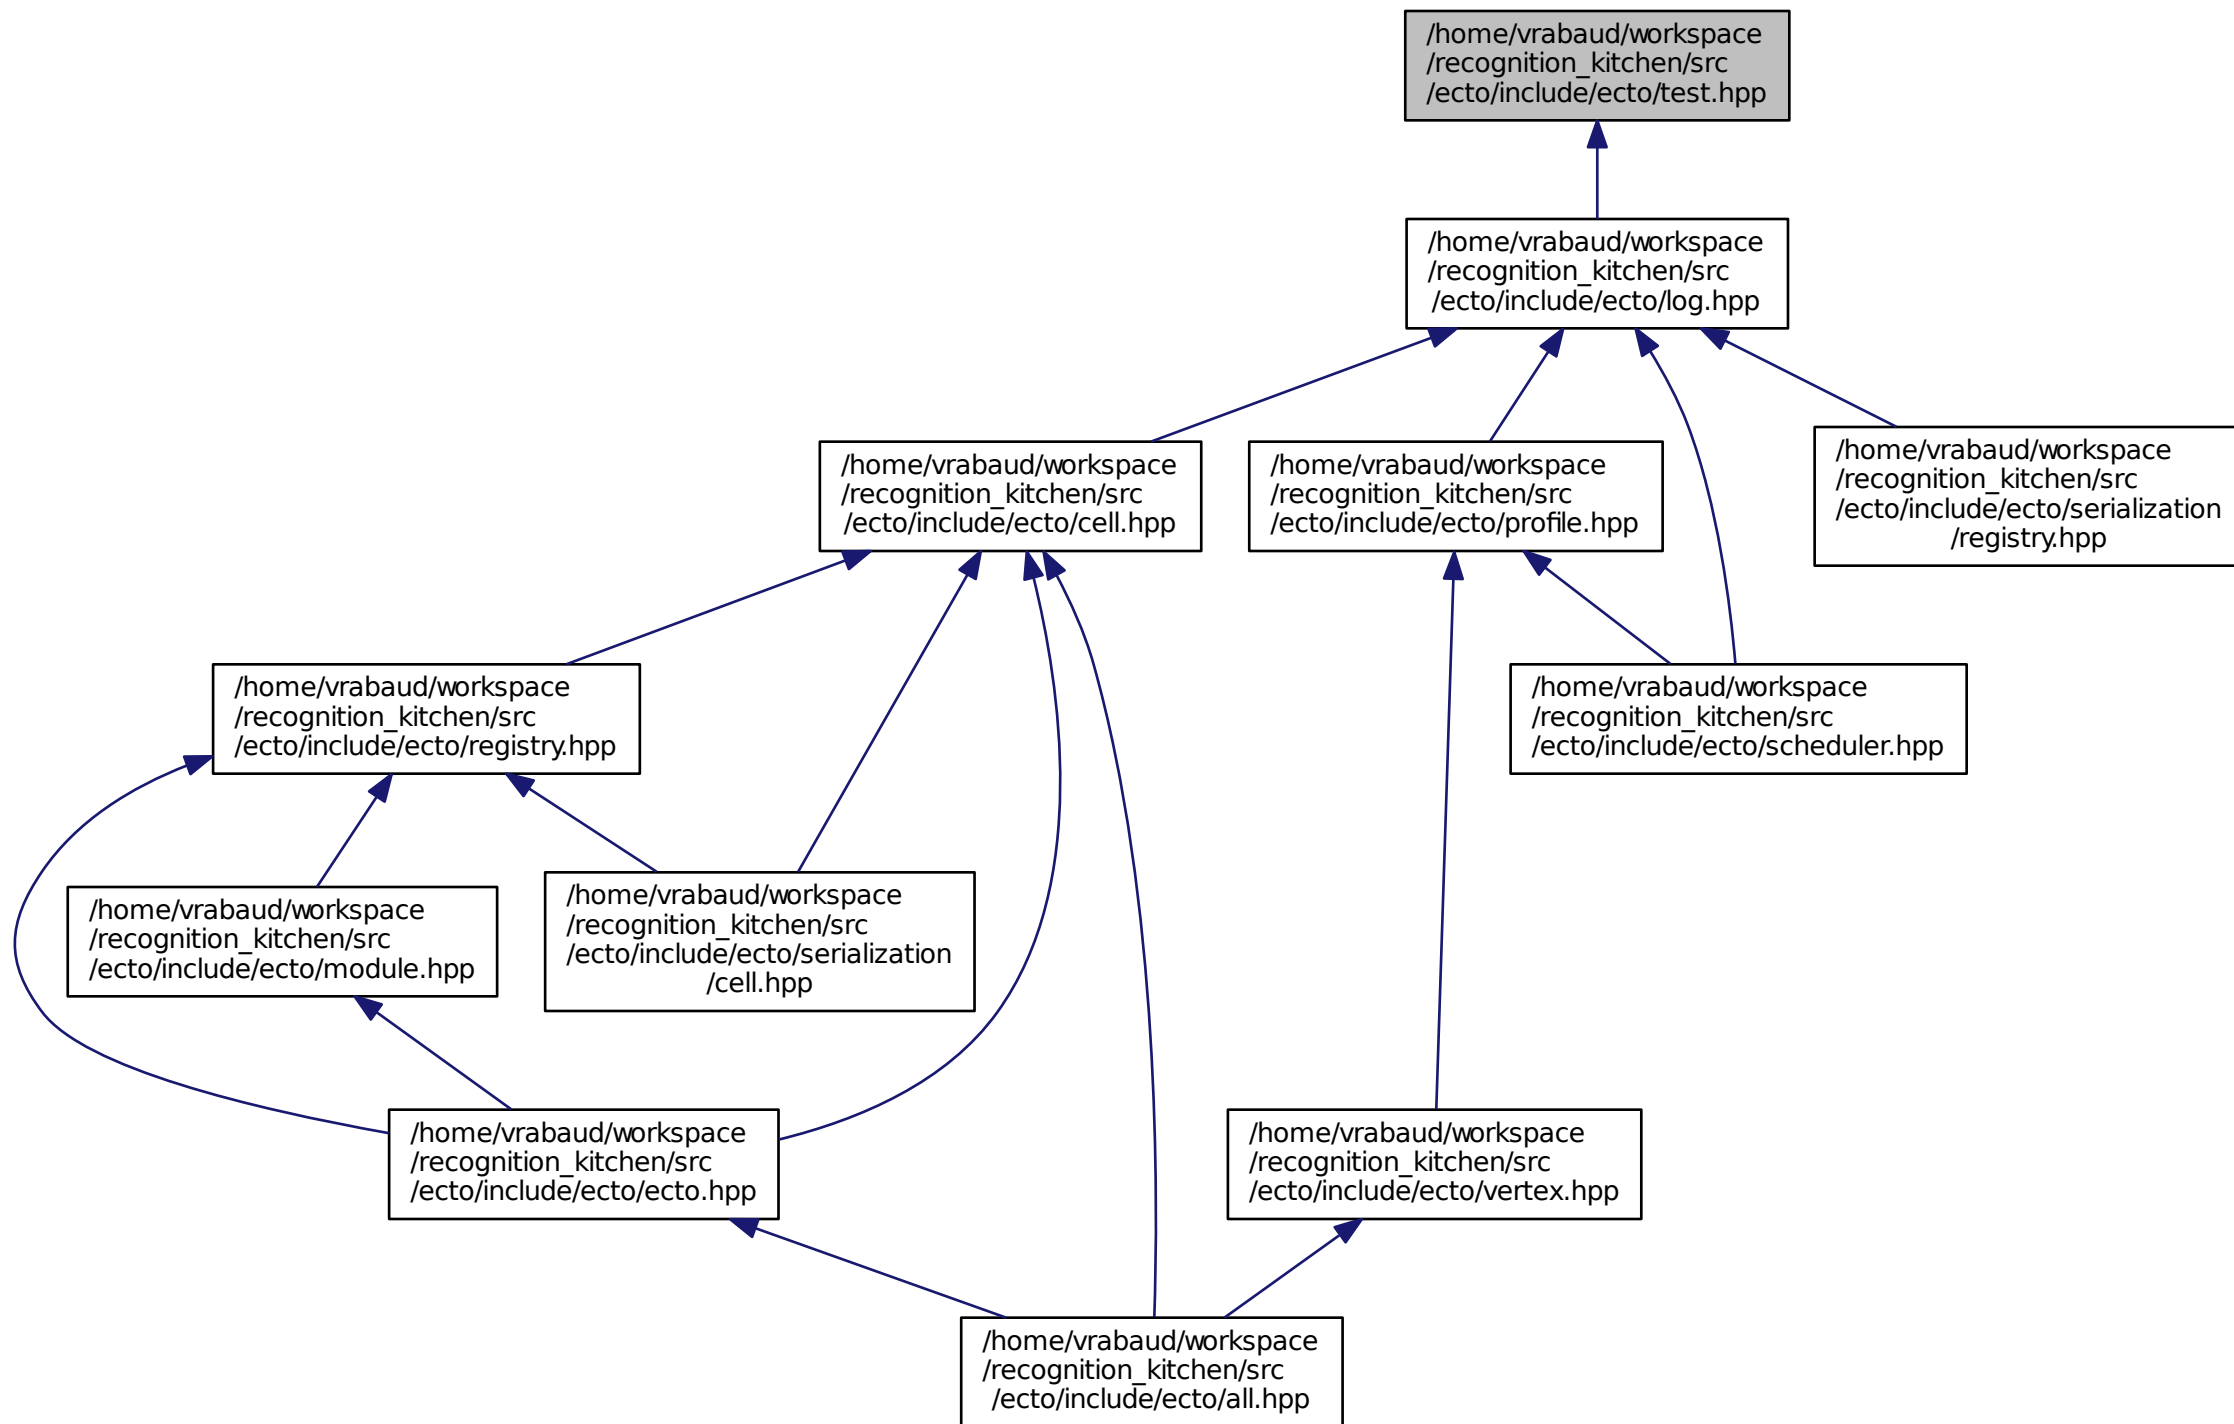 /home/vrabaud/workspace
/recognition_kitchen/src
/ecto/include/ecto/test.hpp
/home/vrabaud/workspace
/recognition_kitchen/src
/ecto/include/ecto/log.hpp
/home/vrabaud/workspace
/recognition_kitchen/src
/ecto/include/ecto/cell.hpp
/home/vrabaud/workspace
/recognition_kitchen/src
/ecto/include/ecto/profile.hpp
/home/vrabaud/workspace
/recognition_kitchen/src
/ecto/include/ecto/serialization
/registry.hpp
/home/vrabaud/workspace
/recognition_kitchen/src
/ecto/include/ecto/registry.hpp
/home/vrabaud/workspace
/recognition_kitchen/src
/ecto/include/ecto/scheduler.hpp
/home/vrabaud/workspace
/recognition_kitchen/src
/ecto/include/ecto/module.hpp
/home/vrabaud/workspace
/recognition_kitchen/src
/ecto/include/ecto/serialization
/cell.hpp
/home/vrabaud/workspace
/recognition_kitchen/src
/ecto/include/ecto/ecto.hpp
/home/vrabaud/workspace
/recognition_kitchen/src
/ecto/include/ecto/vertex.hpp
/home/vrabaud/workspace
/recognition_kitchen/src
/ecto/include/ecto/all.hpp